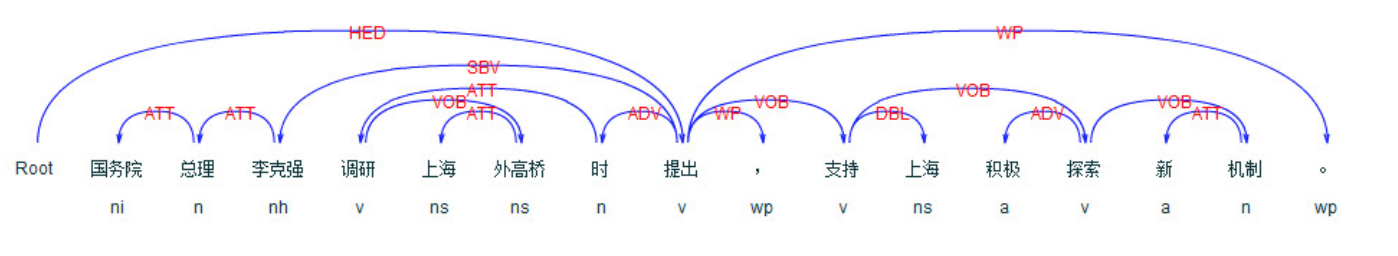 HED WP
SBV
ATT
VOB VOB VOB VOB
ATT ATT ATT ADV WP DBL ADV ATT
Root 国务院 总理 李克强 调研 上海 外高桥 时 提出 ， 支持 上海 积极 探索 新 机制 。
ni n nh v ns ns n v wp v ns a v a n wp